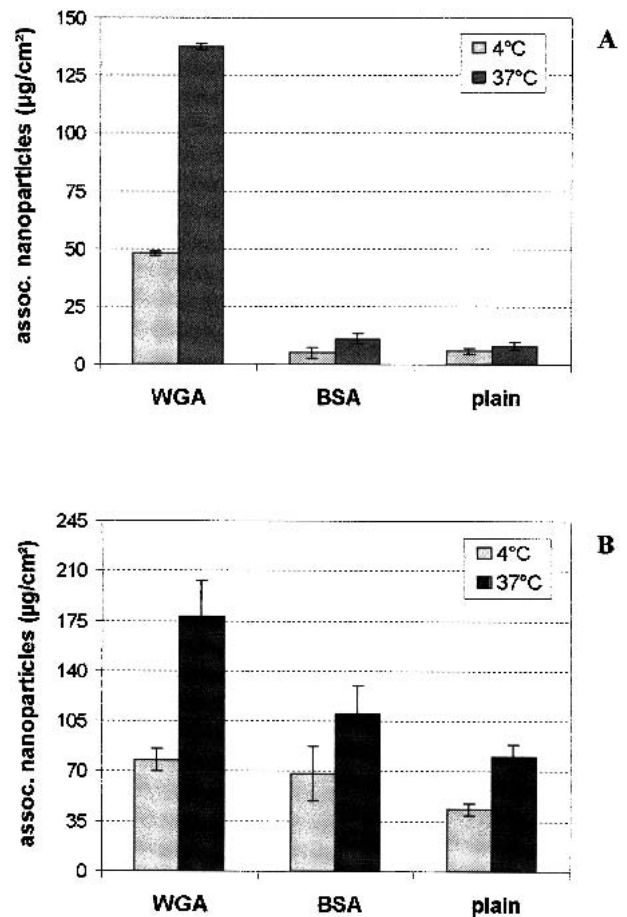 A
assoc. nanoparticles (µg/cm²)
150
125
100
75
50
25
0
4°C
37°C
WGA
BSA
plain
B
assoc. nanoparticles (µg/cm²)
245
210
175
140
105
70
35
0
4°C
37°C
WGA
BSA
plain